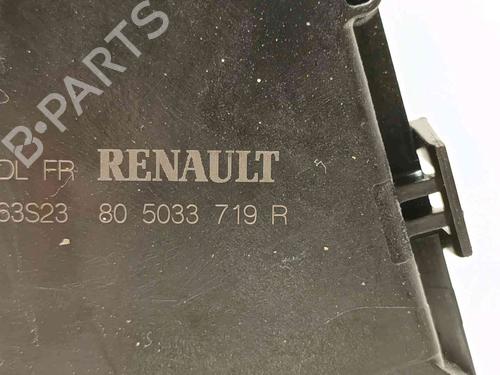 DL FR RENAULT
63S23 80 5033 719 R
B-PARTS